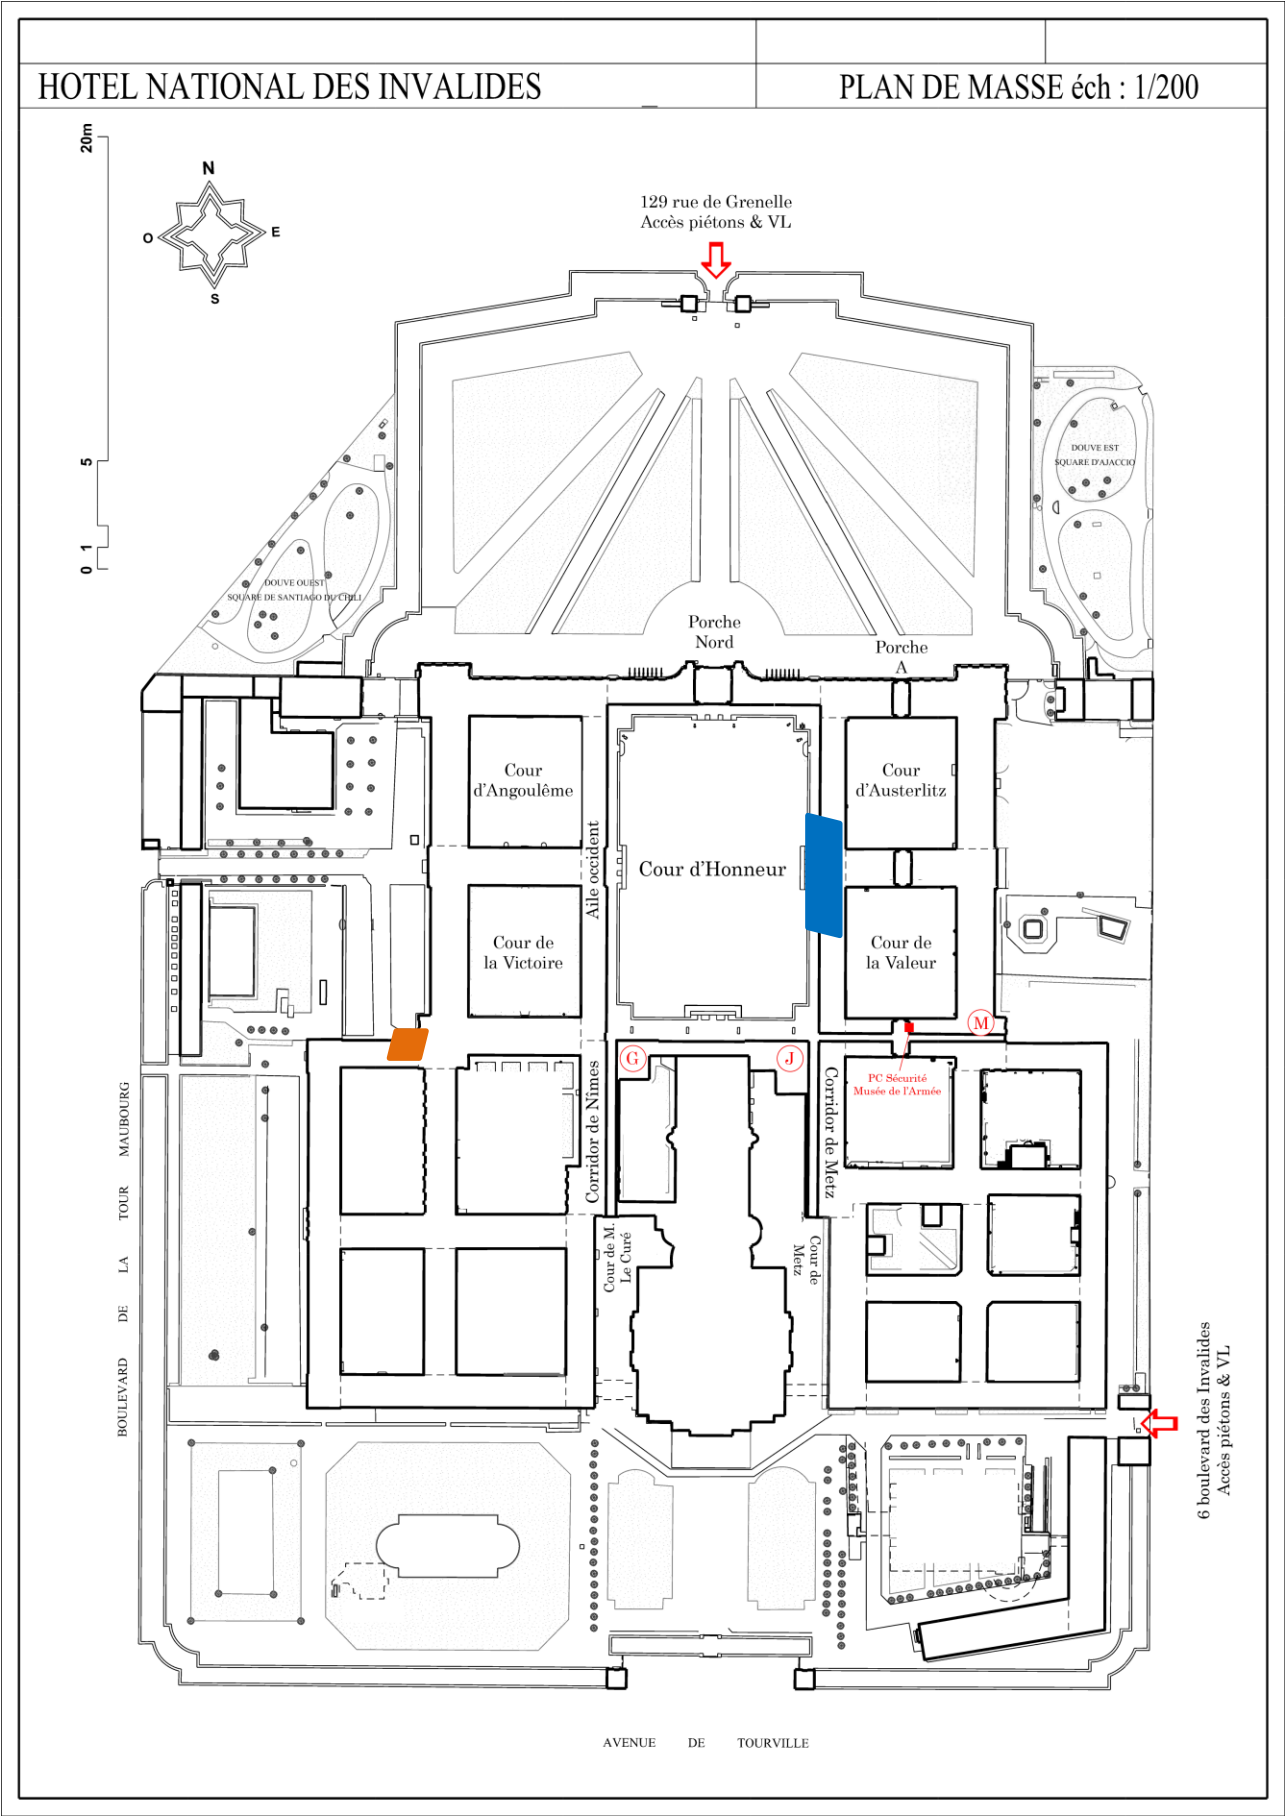 HOTEL NATIONAL DES INVALIDES
PLAN DE MASSE éch : 1/200
20m
5
1
0
N
O
E
S
129 rue de Grenelle
Accès piétons & VL
DOUVE EST
SQUARE D'AJACCIO
DOUVE OUEST
SQUARE DE SANTIAGO DU CHILI
Porche
Nord
Porche
A
Cour
d'Angoulême
Cour
d'Austerlitz
Aile occident
Cour d'Honneur
Cour de
la Victoire
Cour de
la Valeur
M
G
J
PC Sécurité
Musée de l'Armée
Corridor de Nîmes
Corridor de Metz
Cour de M.
Le Curé
Cour de
Metz
BOULEVARD DE LA TOUR MAUBOURG
6 boulevard des Invalides
Accès piétons & VL
AVENUE DE TOURVILLE